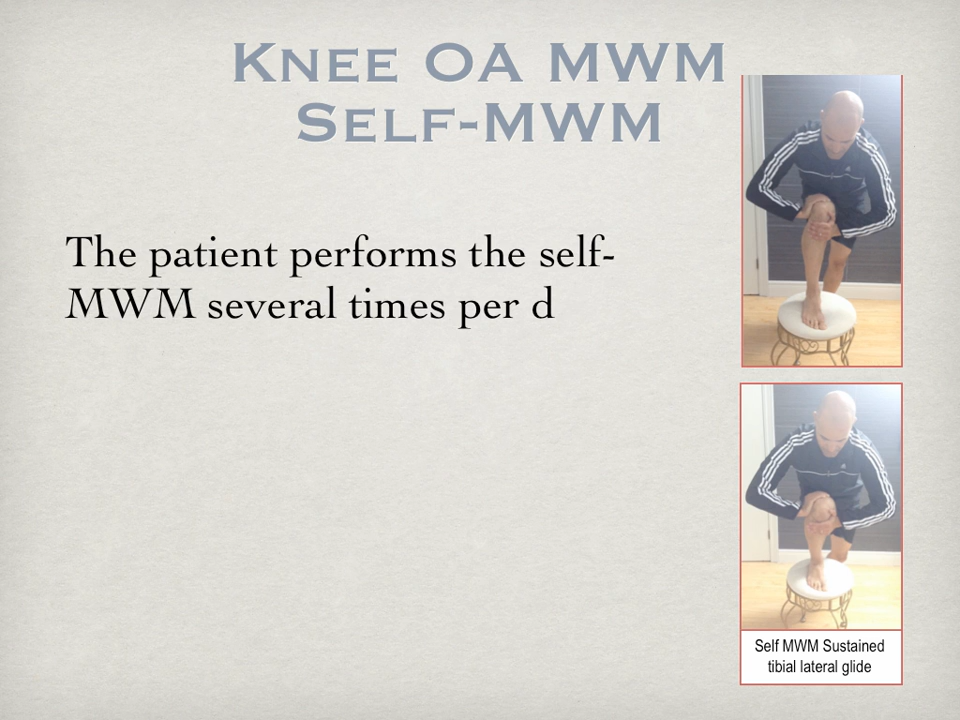 Knee OA MWM
Self-MWM
The patient performs the self-
MWM several times per d
Self MWM Sustained
tibial lateral glide